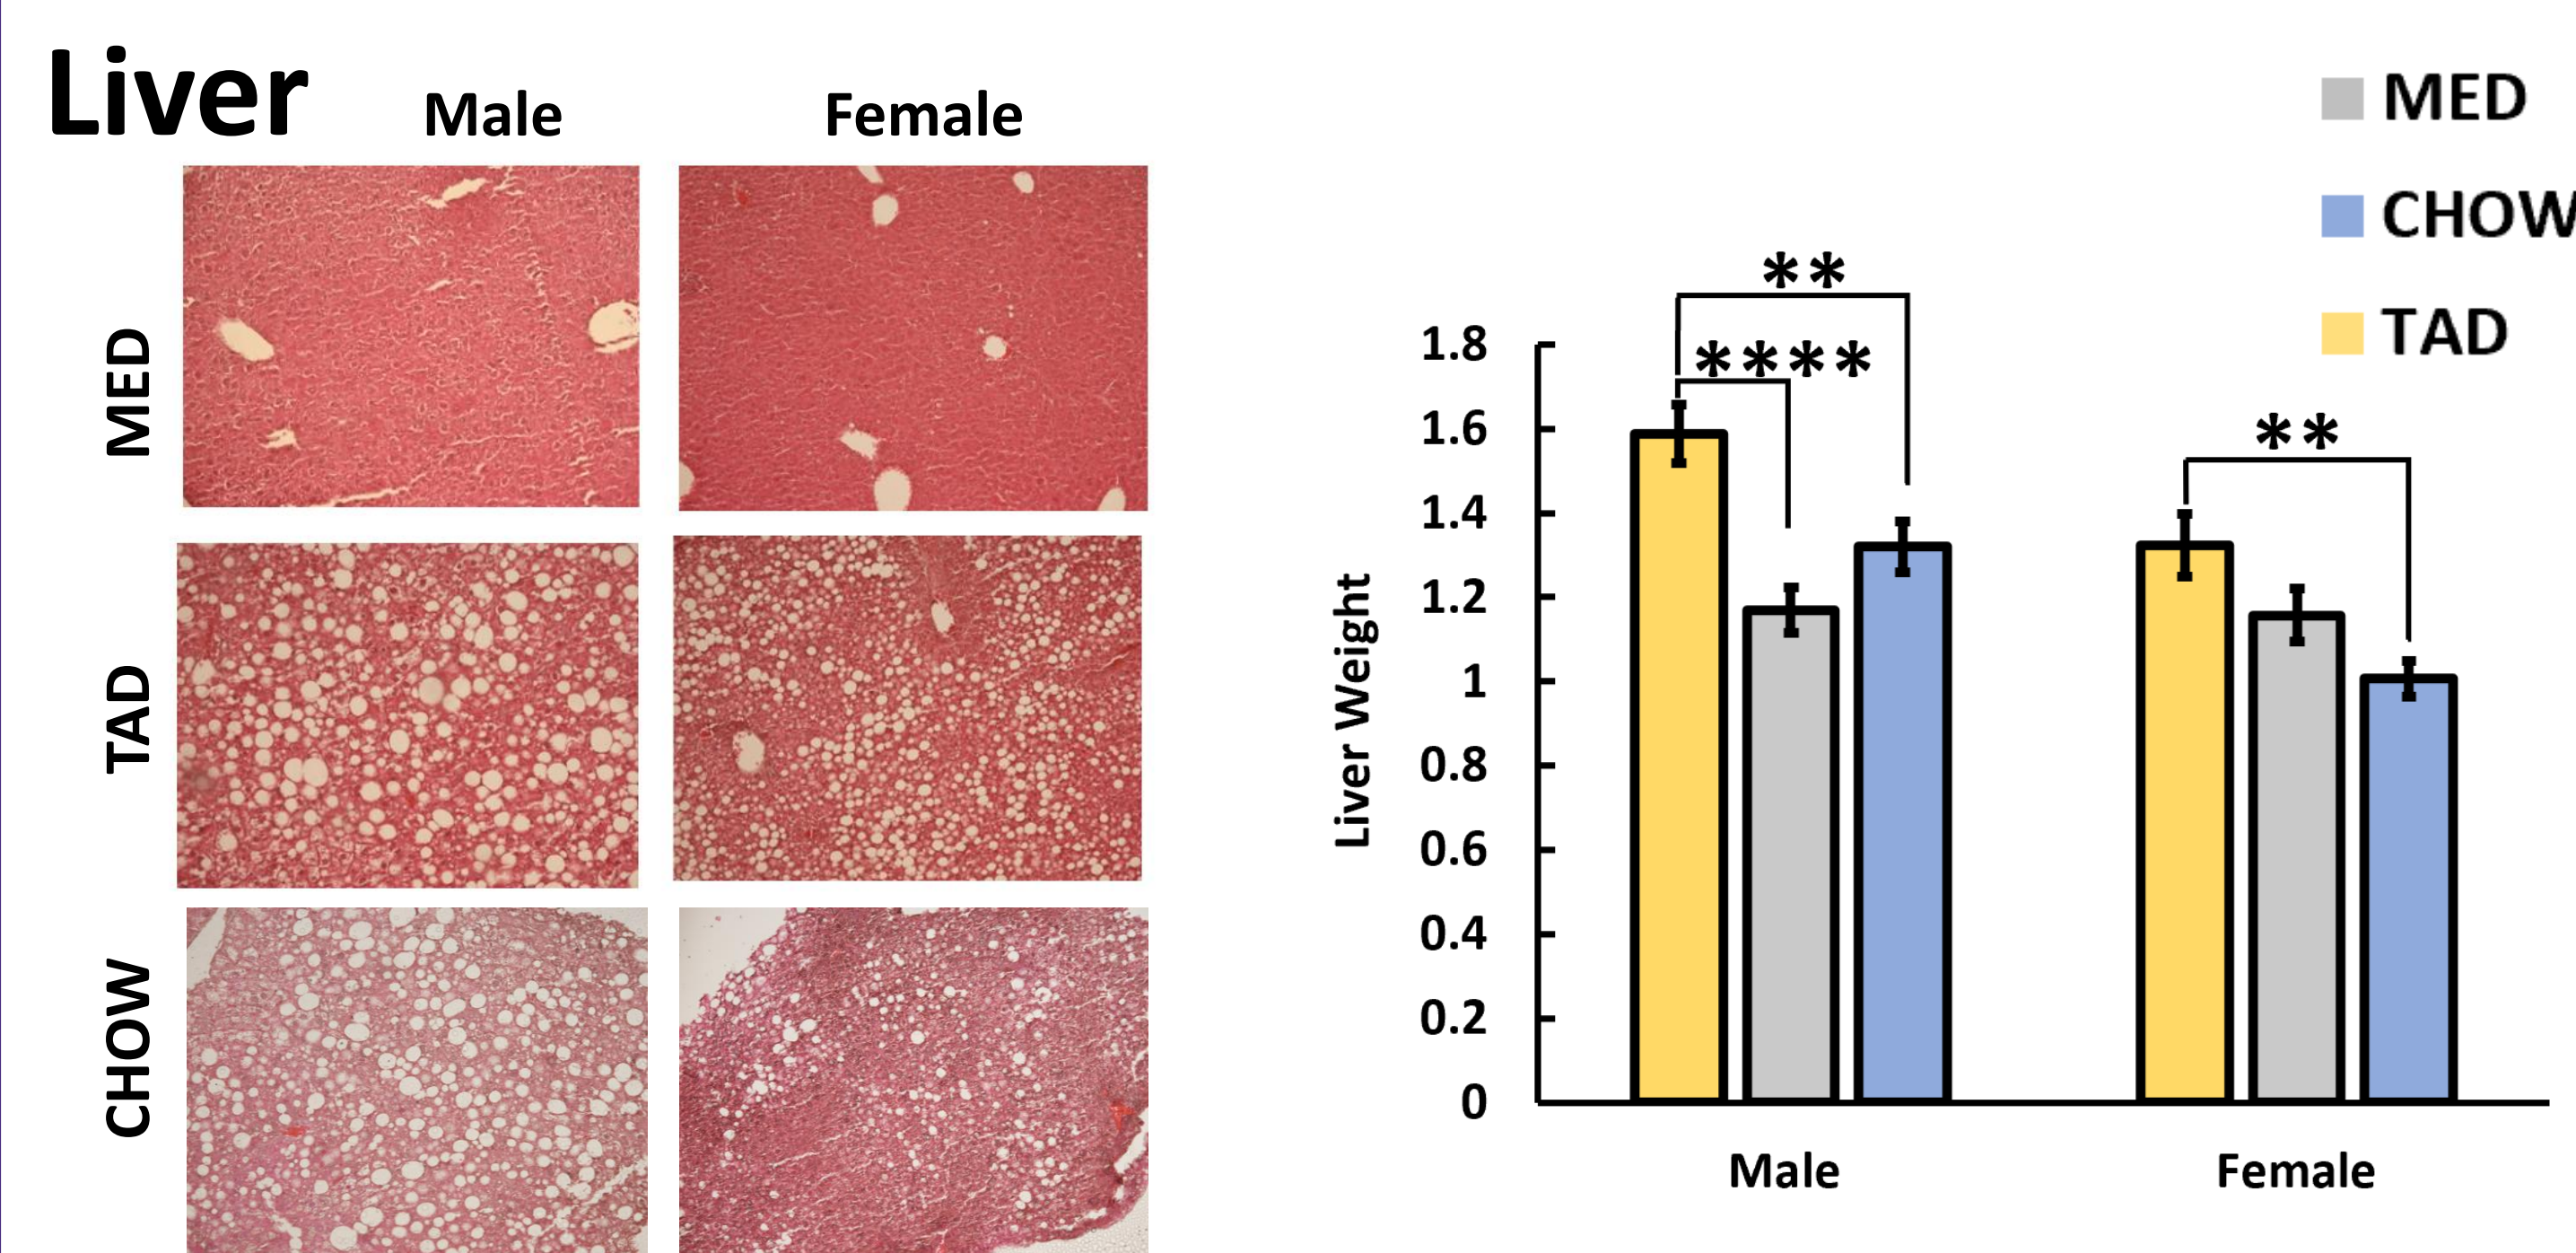 Liver
Male
Female
MED
TAD
CHOW
MED
CHOW
TAD
**
****
**
Liver Weight
1.8
1.6
1.4
1.2
1
0.8
0.6
0.4
0.2
0
Male
Female